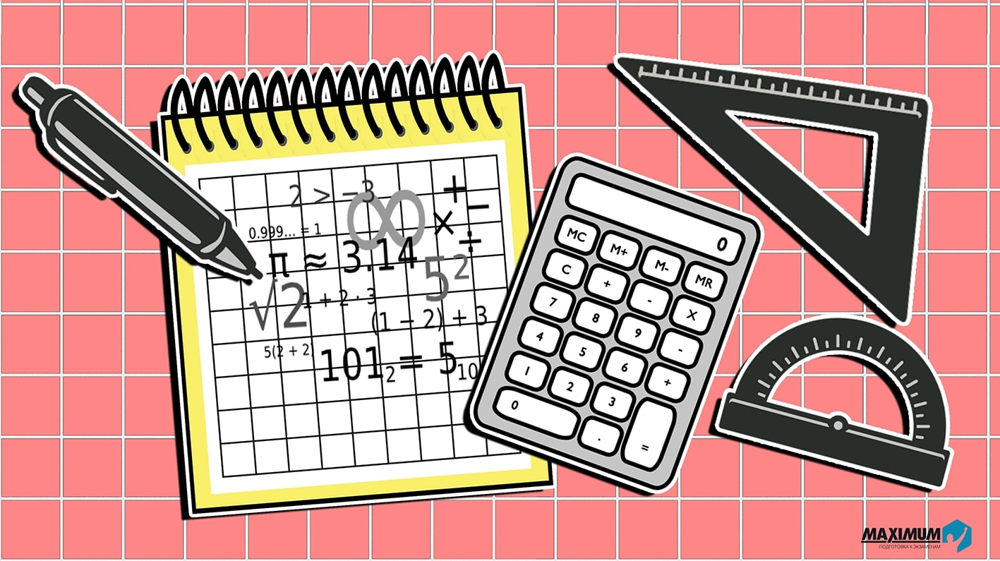 2 > −3
∞
+
−
×
÷
0.999... = 1
π ≈ 3.14
5²
√2
1 + 2 · 3
(1 − 2) + 3
5(2 + 2)
101₂ = 5₁₀
0
MC M+ M- MR
C + - X
7 8 9 -
4 5 6 +
1 2 3
0 . =
MAXIMUM
ПОДГОТОВКА К ЭКЗАМЕНАМ